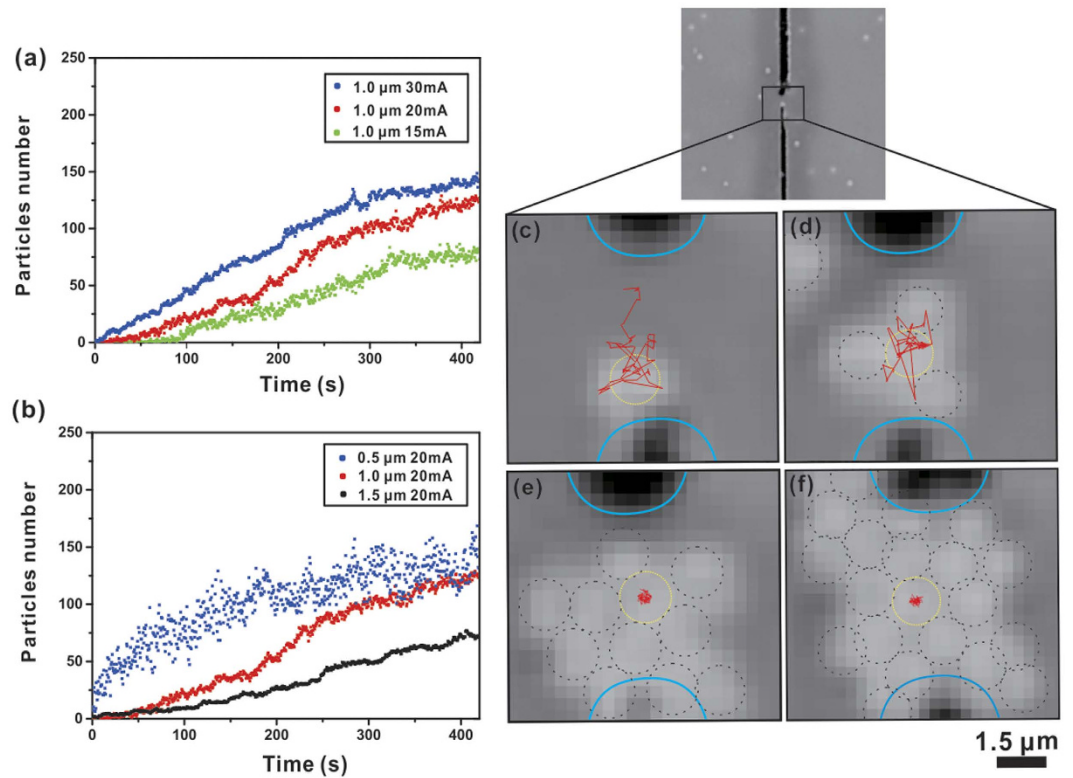 (a)
250
200
150
100
50
0
Particles number
1.0 μm 30mA
1.0 μm 20mA
1.0 μm 15mA
0 100 200 300 400
Time (s)
(b)
250
200
150
100
50
0
Particles number
0.5 μm 20mA
1.0 μm 20mA
1.5 μm 20mA
0 100 200 300 400
Time (s)
(c)
(d)
(e)
(f)
1.5 μm